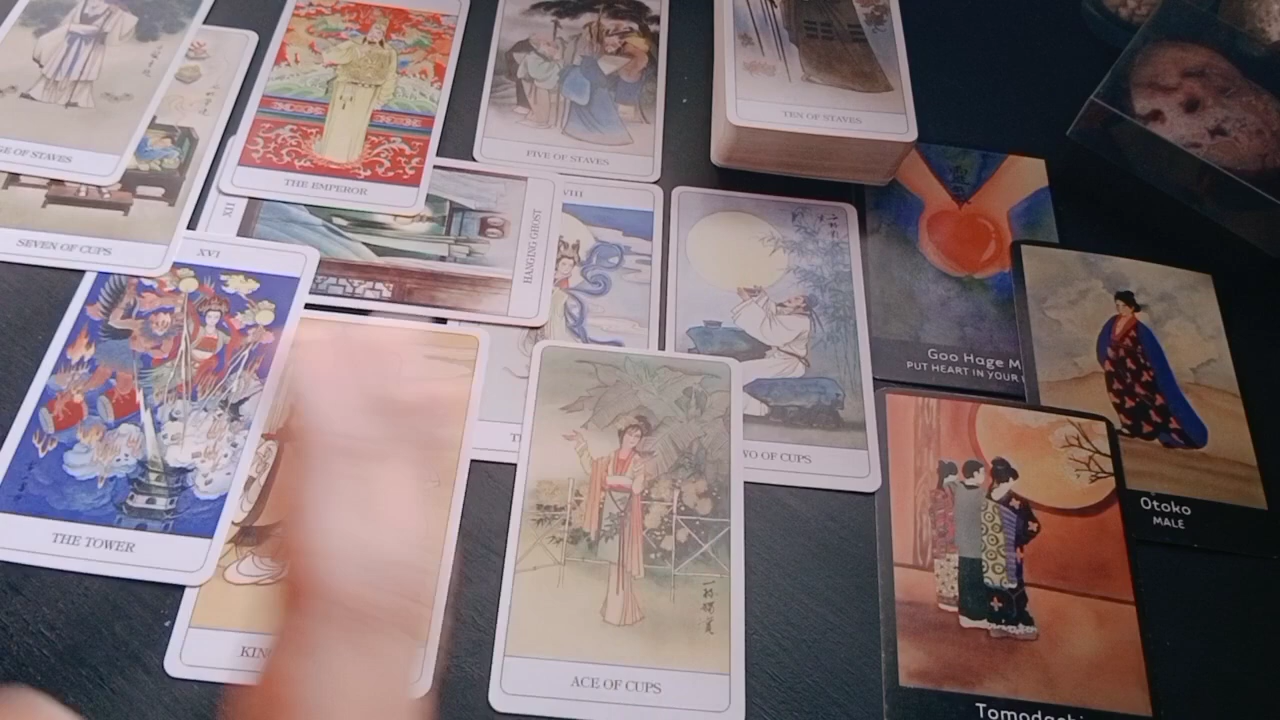 GE OF STAVES
SEVEN OF CUPS
THE EMPEROR
FIVE OF STAVES
TEN OF STAVES
XII
HANGING GHOST
VIII
XVI
THE TOWER
KIN
T
ACE OF CUPS
WO OF CUPS
Goo Hage M
PUT HEART IN YOUR
Otoko
MALE
Tomodachi